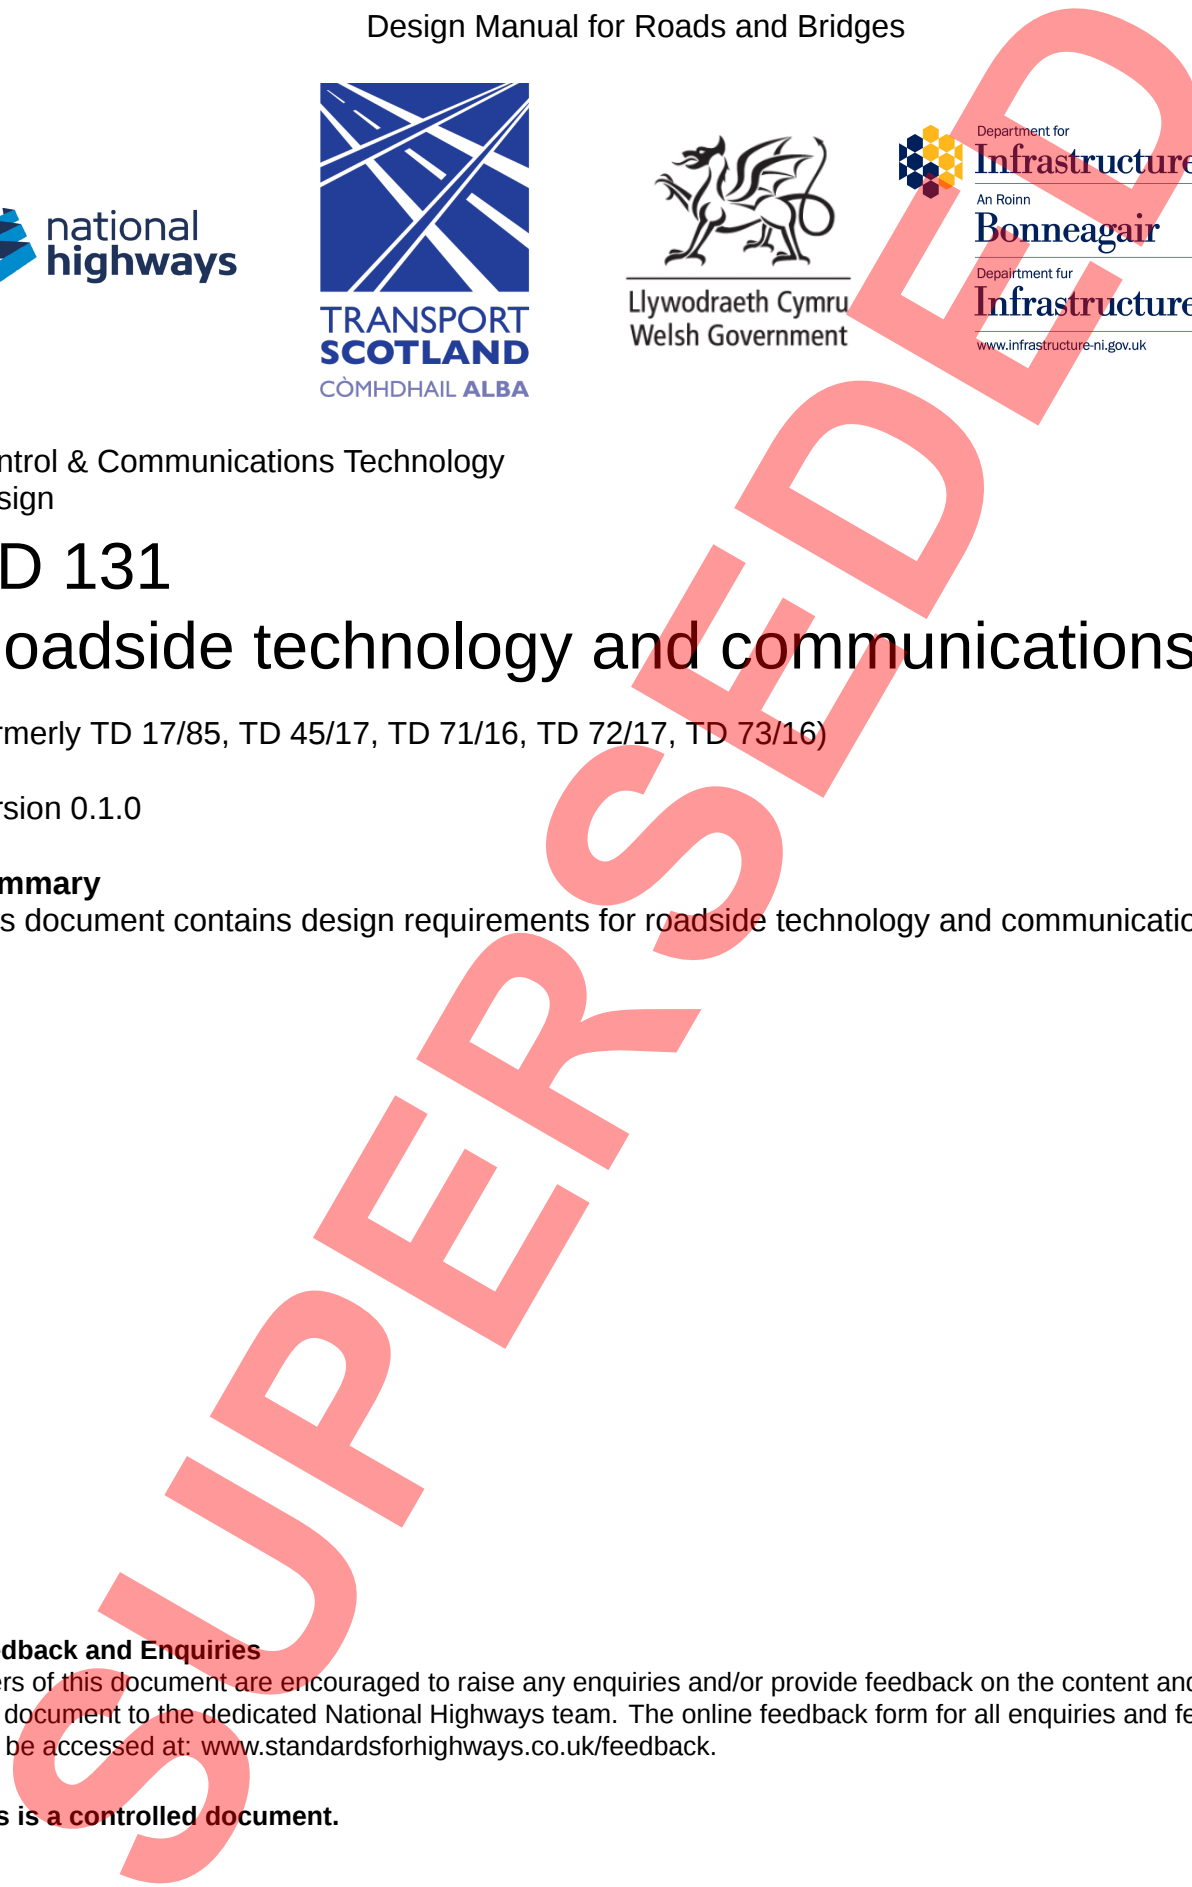 Design Manual for Roads and Bridges
national
highways
TRANSPORT
SCOTLAND
CÒMHDHAIL ALBA
Llywodraeth Cymru
Welsh Government
Department for
Infrastructure
An Roinn
Bonneagair
Depairtment fur
Infrastructure
www.infrastructure-ni.gov.uk
ntrol & Communications Technology
sign
D 131
oadside technology and communications
rmerly TD 17/85, TD 45/17, TD 71/16, TD 72/17, TD 73/16)
rsion 0.1.0
mmary
s document contains design requirements for roadside technology and communicatio
dback and Enquiries
rs of this document are encouraged to raise any enquiries and/or provide feedback on the content and
document to the dedicated National Highways team. The online feedback form for all enquiries and fe
be accessed at: www.standardsforhighways.co.uk/feedback.
s is a controlled document.
SUPERSEDED